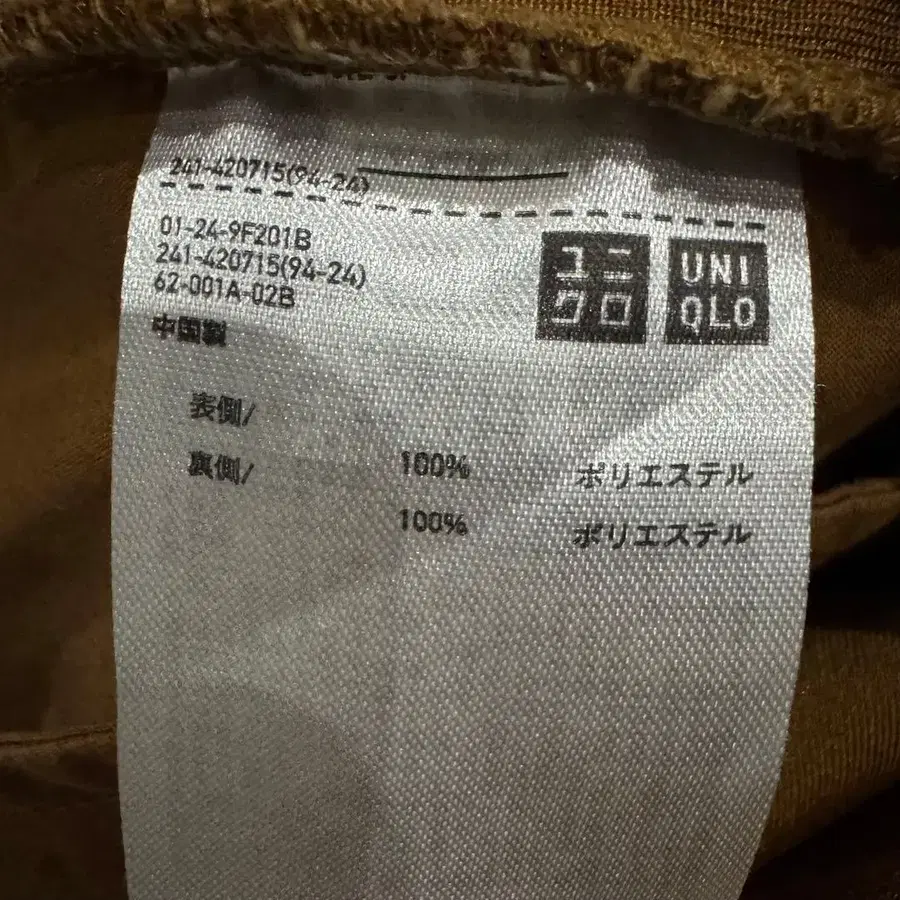 241-420715(94-24)
01-24-9F201B
241-420715(94-24)
62-001A-02B
中国製
ユニ
クロ
UNI
QLO
表側/
裏側/ 100% ポリエステル
100% ポリエステル